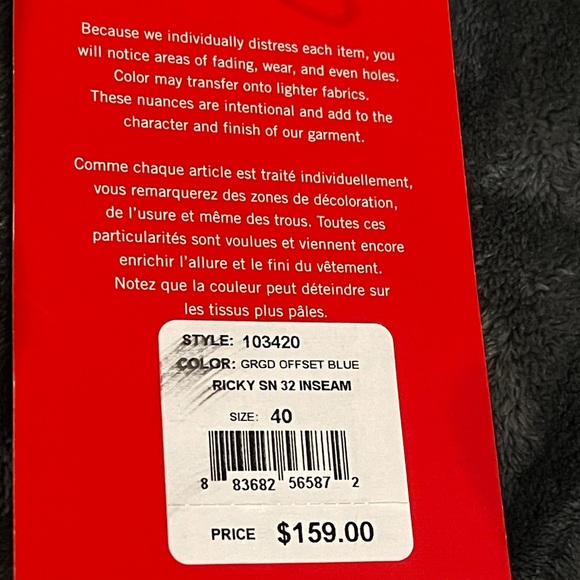 Because we individually distress each item, you
will notice areas of fading, wear, and even holes.
Color may transfer onto lighter fabrics.
These nuances are intentional and add to the
character and finish of our garment.
Comme chaque article est traité individuellement,
vous remarquerez des zones de décoloration,
de l'usure et même des trous. Toutes ces
particularités sont voulues et viennent encore
enrichir l'allure et le fini du vêtement.
Notez que la couleur peut déteindre sur
les tissus plus pâles.
STYLE: 103420
COLOR: GRGD OFFSET BLUE
RICKY SN 32 INSEAM
SIZE: 40
8 83682 56587 2
PRICE $159.00